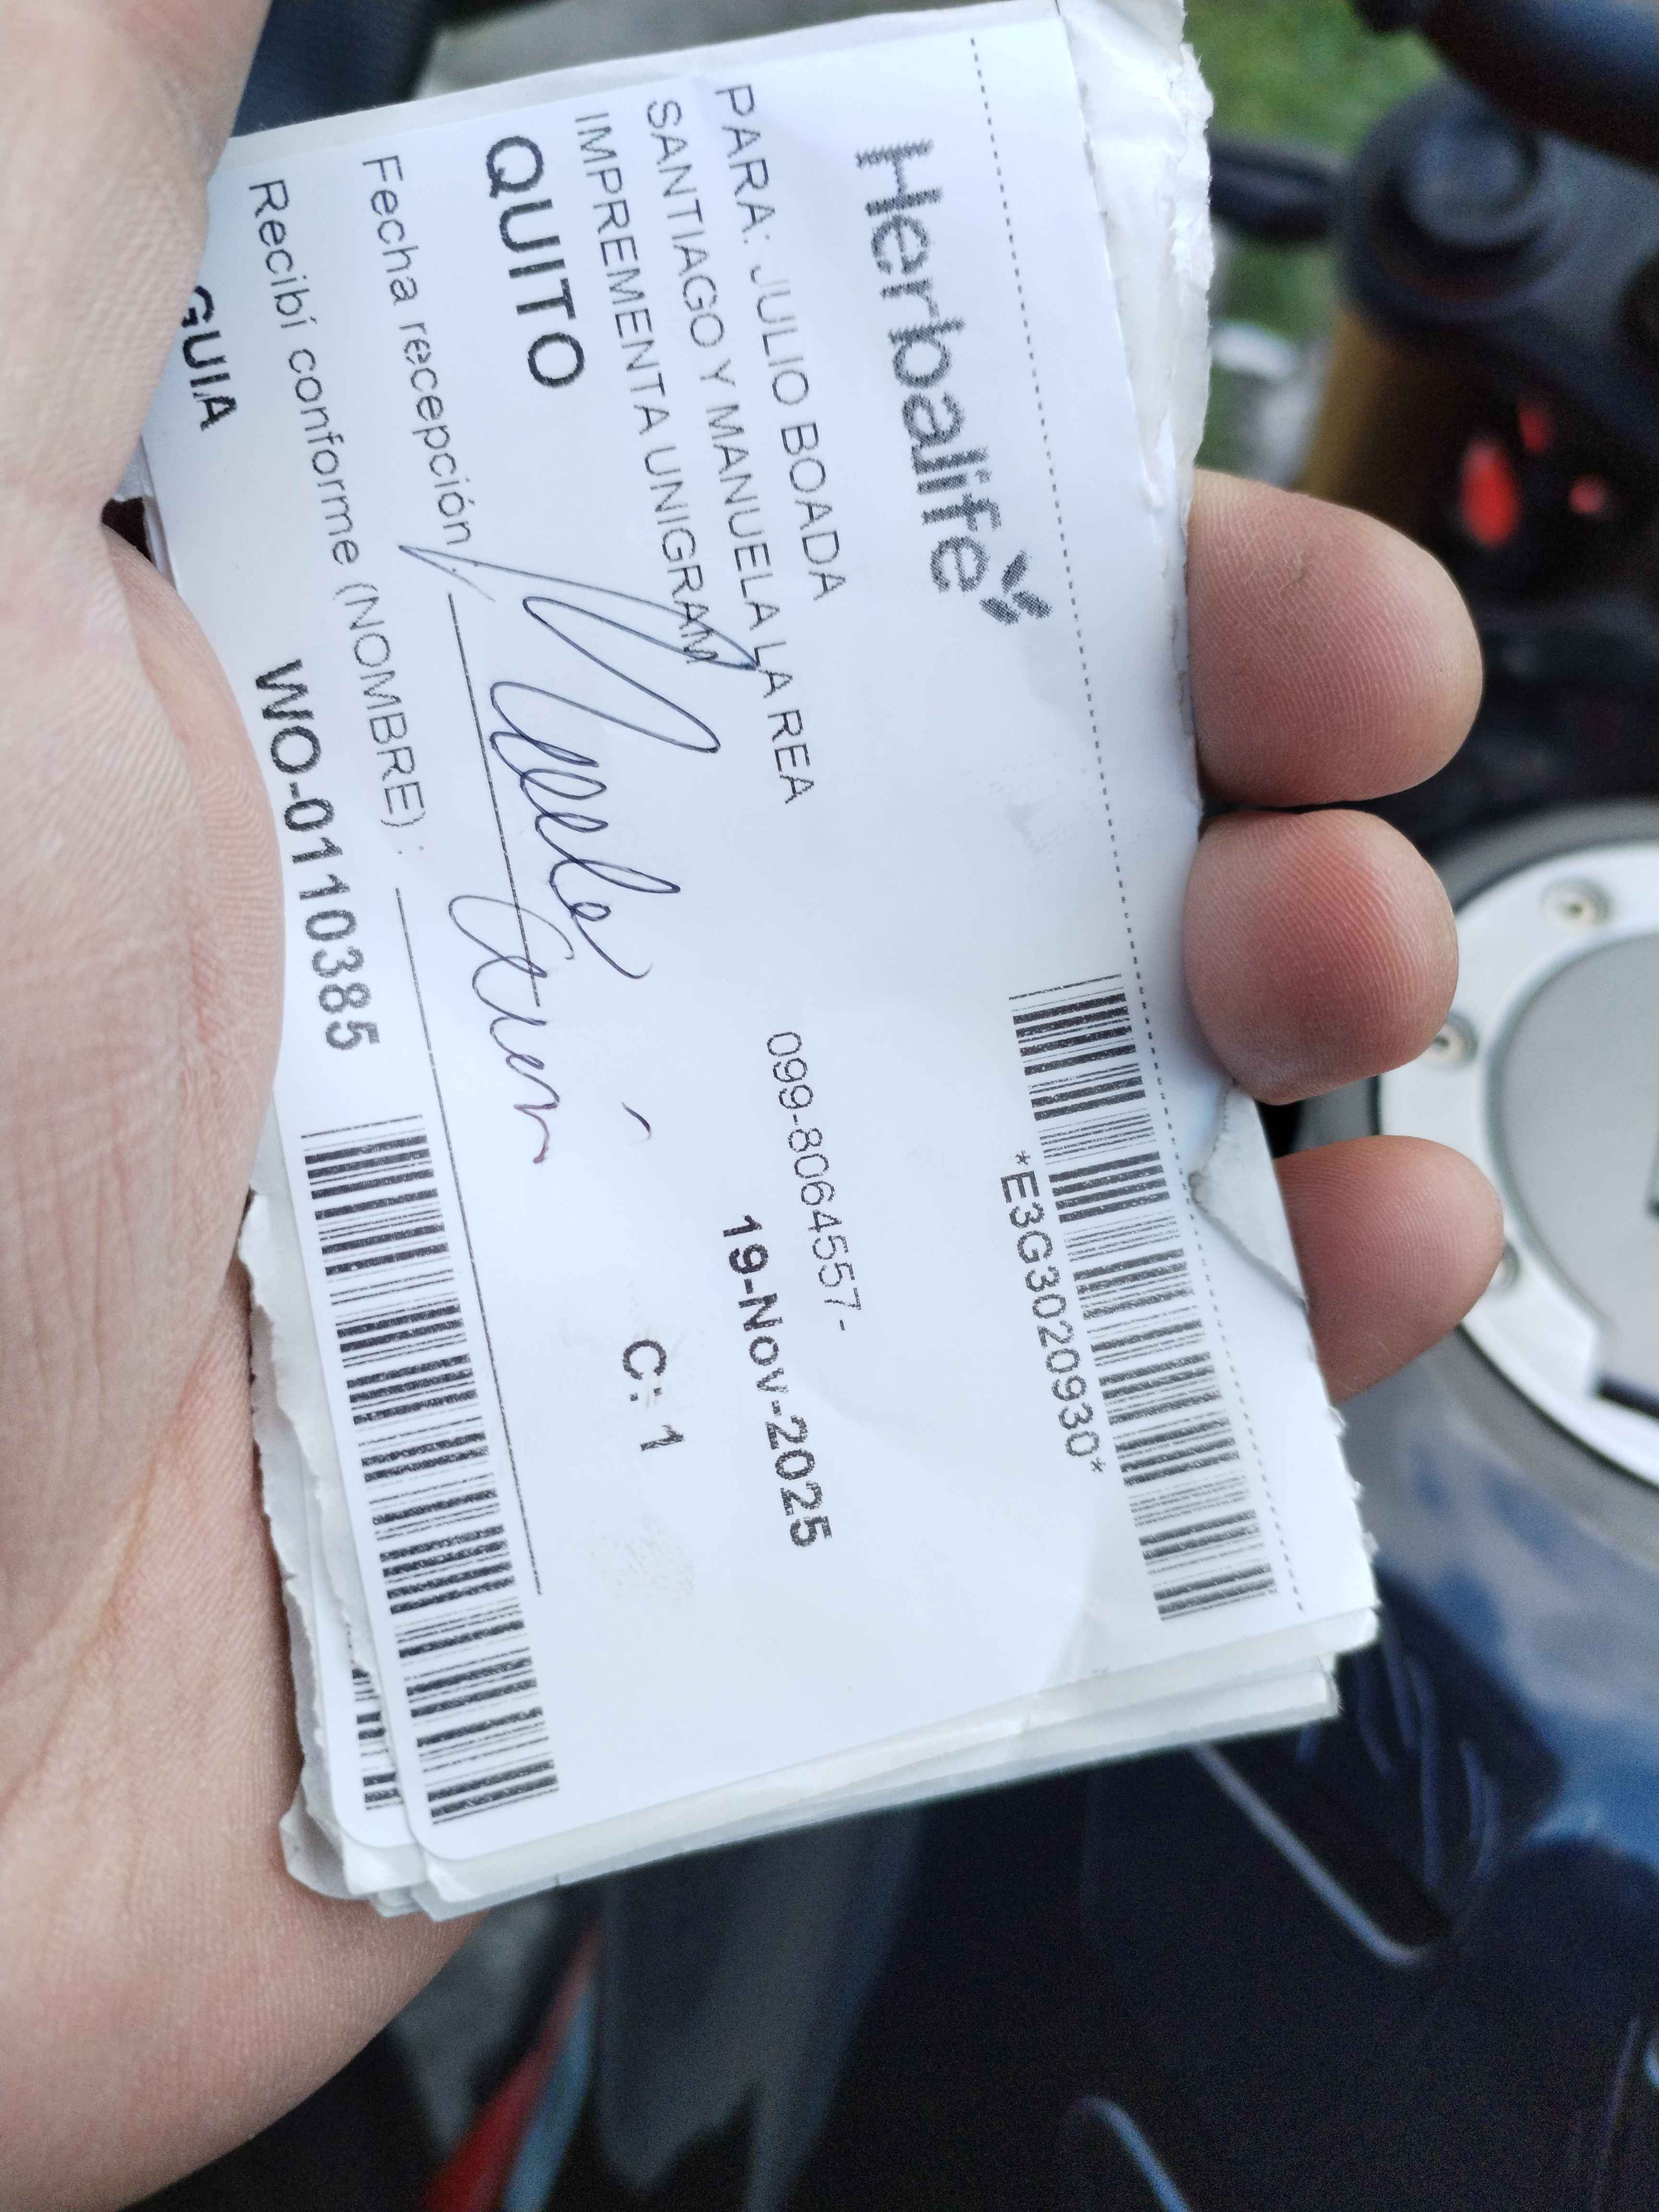 Herbalife
*E3G3020930*
PARA: JULIO BOADA
099-8064557 -
SANTIAGO Y MANUELA LA REA
19-Nov-2025
IMPREMENTA UNIGRAM
C: 1
QUITO
Fecha recepción
Recibí conforme (NOMBRE) :
GUIA WO-0110385